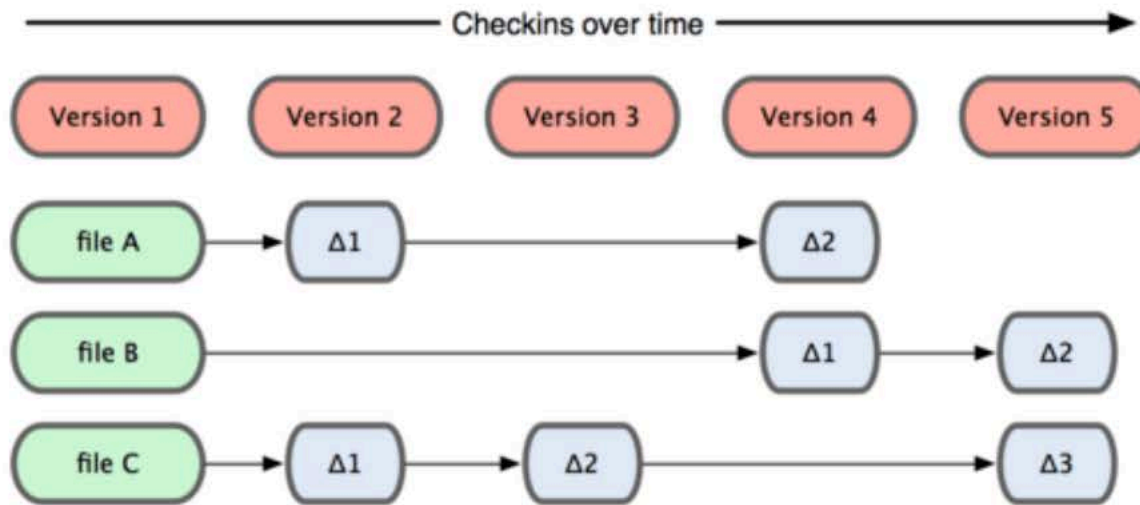 Checkins over time
Version 1 Version 2 Version 3 Version 4 Version 5
file A Δ1 Δ2
file B Δ1 Δ2
file C Δ1 Δ2 Δ3